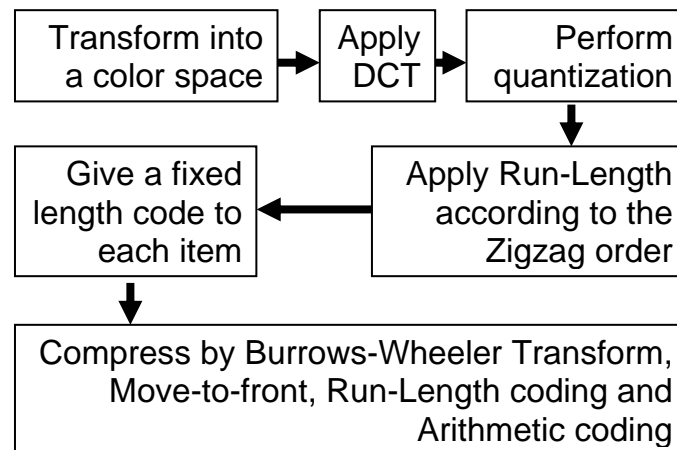 Transform into
a color space
Apply
DCT
Perform
quantization
Give a fixed
length code to
each item
Apply Run-Length
according to the
Zigzag order
Compress by Burrows-Wheeler Transform,
Move-to-front, Run-Length coding and
Arithmetic coding